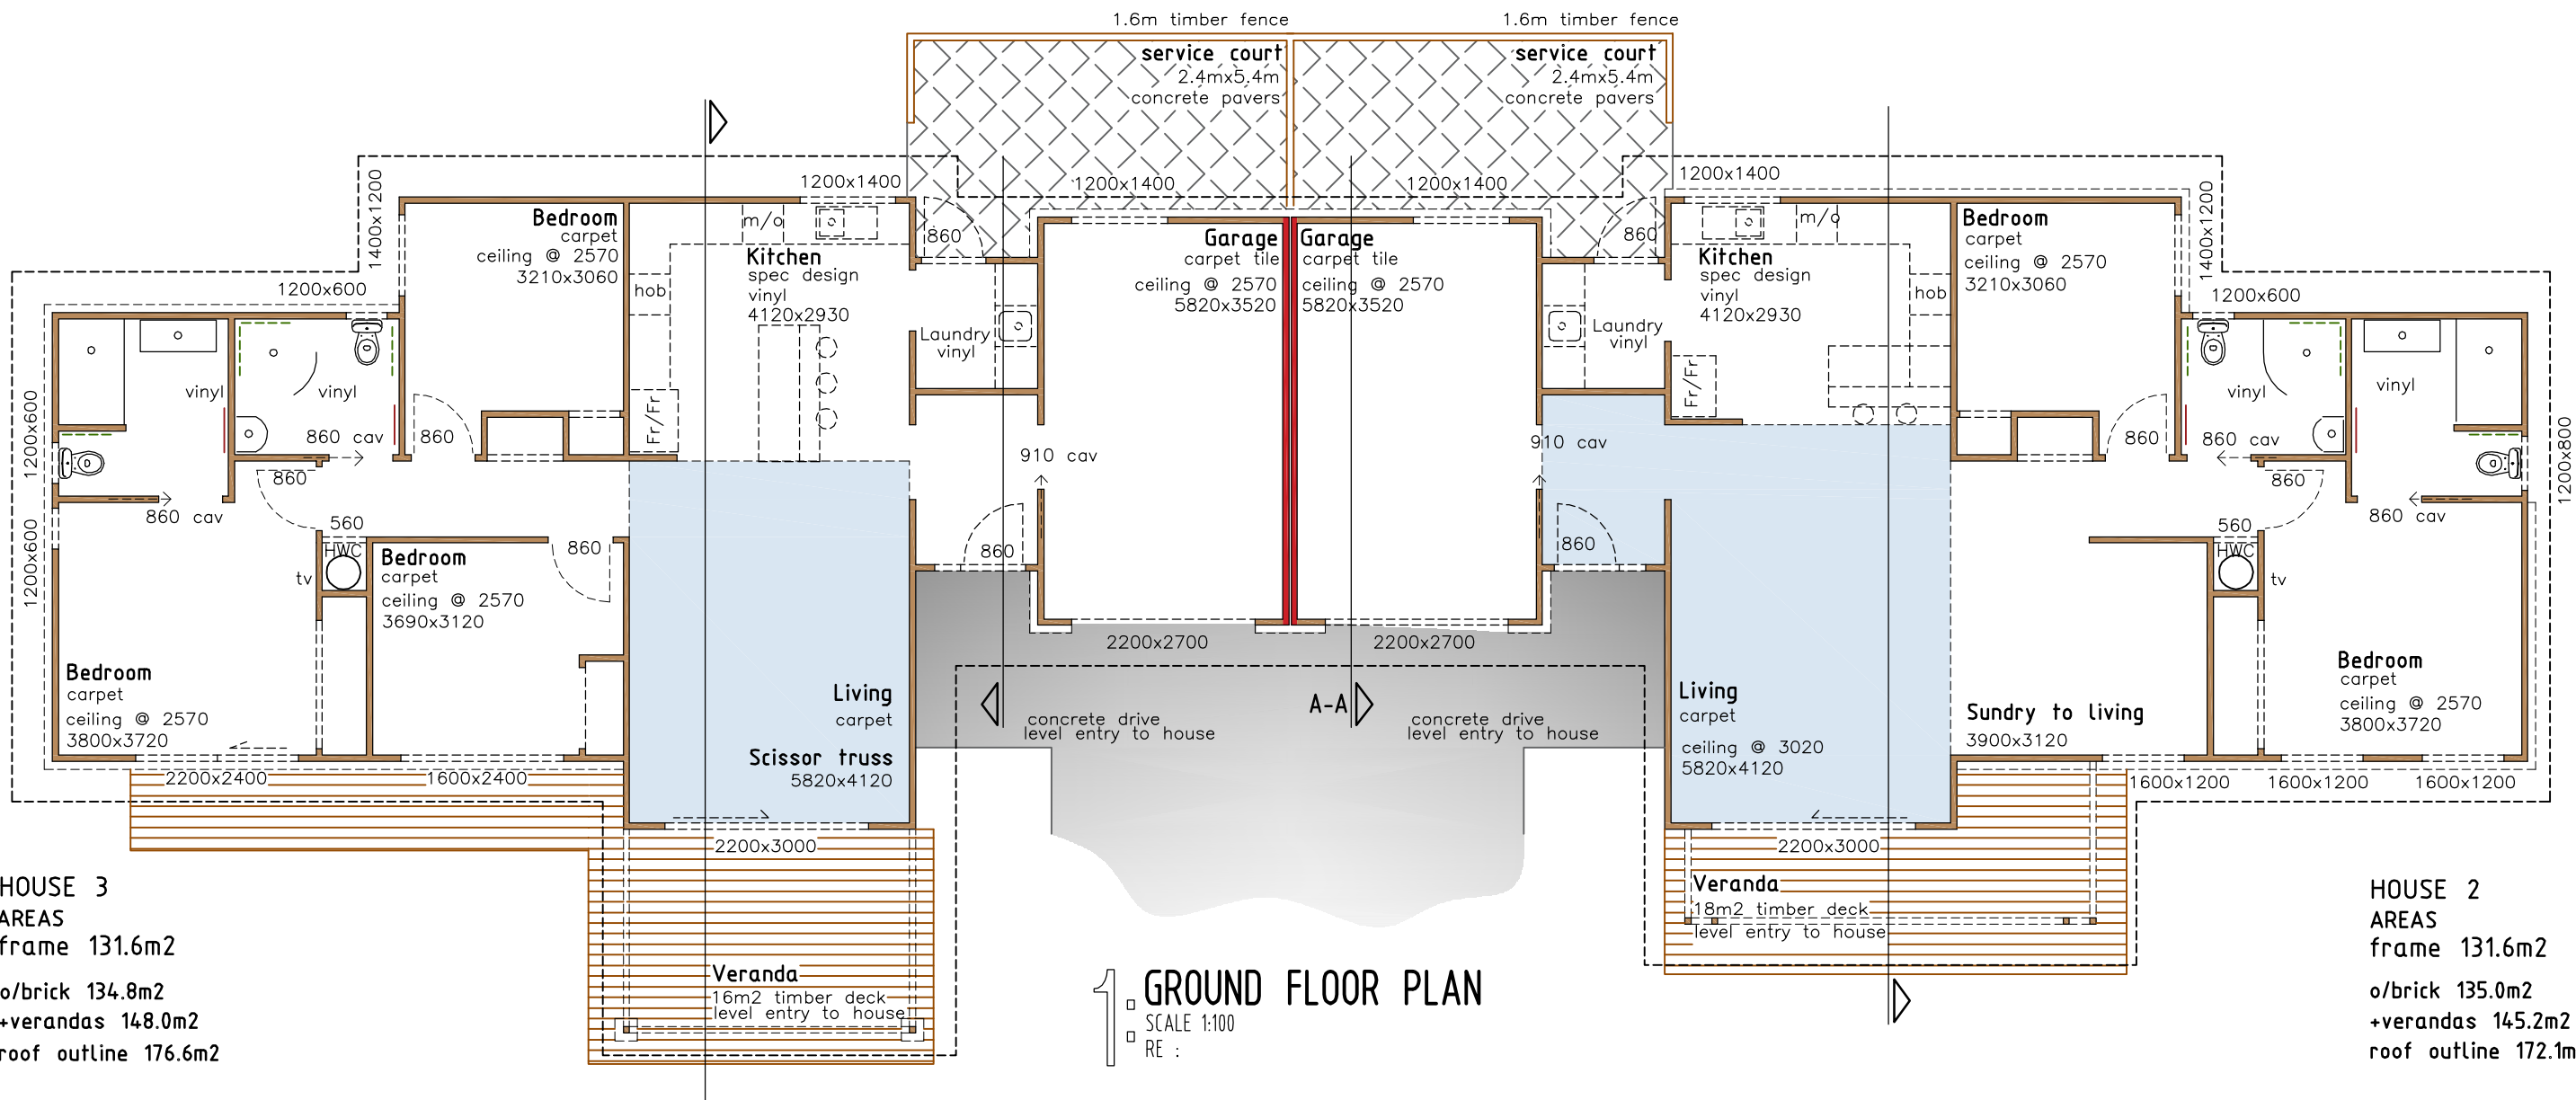 1.6m timber fence
1.6m timber fence
service court
2.4mx5.4m
concrete pavers
service court
2.4mx5.4m
concrete pavers
1400x1200
1200x1400
1200x1400
1200x1400
1200x1400
1400x1200
1200x600
1200x600
Bedroom
carpet
ceiling @ 2570
3210x3060
m/o
hob
Kitchen
spec design
vinyl
4120x2930
860
Laundry
vinyl
Fr/Fr
Garage
carpet tile
ceiling @ 2570
5820x3520
Garage
carpet tile
ceiling @ 2570
5820x3520
860
Laundry
vinyl
Kitchen
spec design
vinyl
4120x2930
m/o
hob
Fr/Fr
Bedroom
carpet
ceiling @ 2570
3210x3060
vinyl
vinyl
860 cav
860
860
860 cav
1200x600
1200x600
560
HWC
tv
860
910 cav
860
910 cav
860
vinyl
vinyl
860
860 cav
860
860 cav
1200x800
560
HWC
tv
Bedroom
carpet
ceiling @ 2570
3690x3120
Bedroom
carpet
ceiling @ 2570
3800x3720
Living
carpet
Scissor truss
5820x4120
2200x2700
2200x2700
A-A
concrete drive
level entry to house
concrete drive
level entry to house
Living
carpet
ceiling @ 3020
5820x4120
Sundry to living
3900x3120
Bedroom
carpet
ceiling @ 2570
3800x3720
2200x2400
1600x2400
2200x3000
2200x3000
1600x1200
1600x1200
1600x1200
Veranda
16m2 timber deck
level entry to house
Veranda
18m2 timber deck
level entry to house
HOUSE 3
AREAS
frame 131.6m2
o/brick 134.8m2
+verandas 148.0m2
roof outline 176.6m2
1: GROUND FLOOR PLAN
SCALE 1:100
RE :
HOUSE 2
AREAS
frame 131.6m2
o/brick 135.0m2
+verandas 145.2m2
roof outline 172.1m